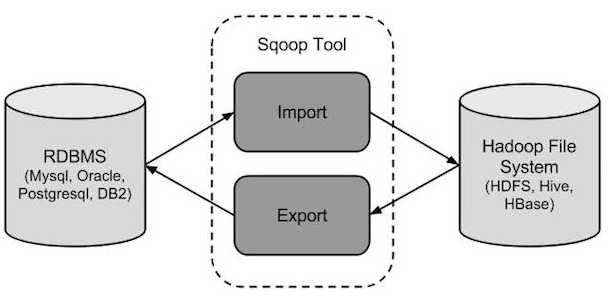 Sqoop Tool
Import
RDBMS
(Mysql, Oracle,
Postgresql, DB2)
Hadoop File
System
(HDFS, Hive,
HBase)
Export